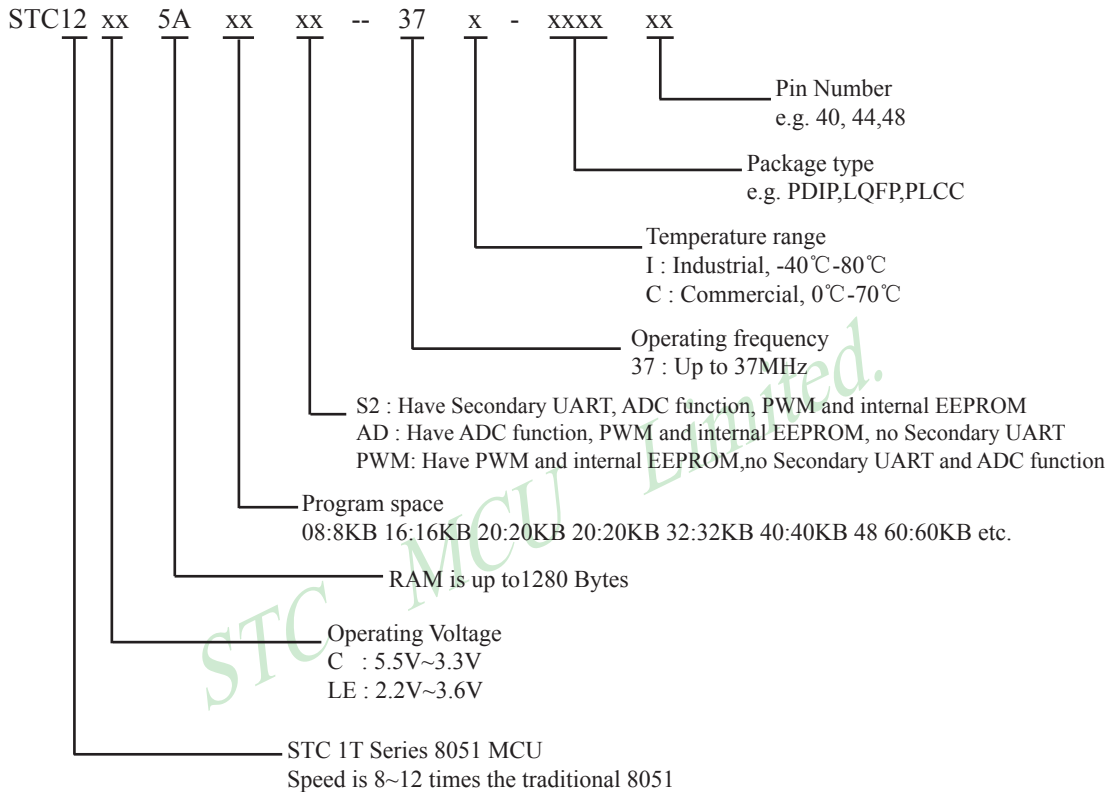 STC12 xx 5A xx xx -- 37 x - xxxx xx
Pin Number
e.g. 40, 44,48
Package type
e.g. PDIP,LQFP,PLCC
Temperature range
I : Industrial, -40℃-80℃
C : Commercial, 0℃-70℃
Operating frequency
37 : Up to 37MHz
S2 : Have Secondary UART, ADC function, PWM and internal EEPROM
AD : Have ADC function, PWM and internal EEPROM, no Secondary UART
PWM: Have PWM and internal EEPROM,no Secondary UART and ADC function
Program space
08:8KB 16:16KB 20:20KB 20:20KB 32:32KB 40:40KB 48 60:60KB etc.
RAM is up to1280 Bytes
Operating Voltage
C : 5.5V~3.3V
LE : 2.2V~3.6V
STC 1T Series 8051 MCU
Speed is 8~12 times the traditional 8051
STC MCU Limited.